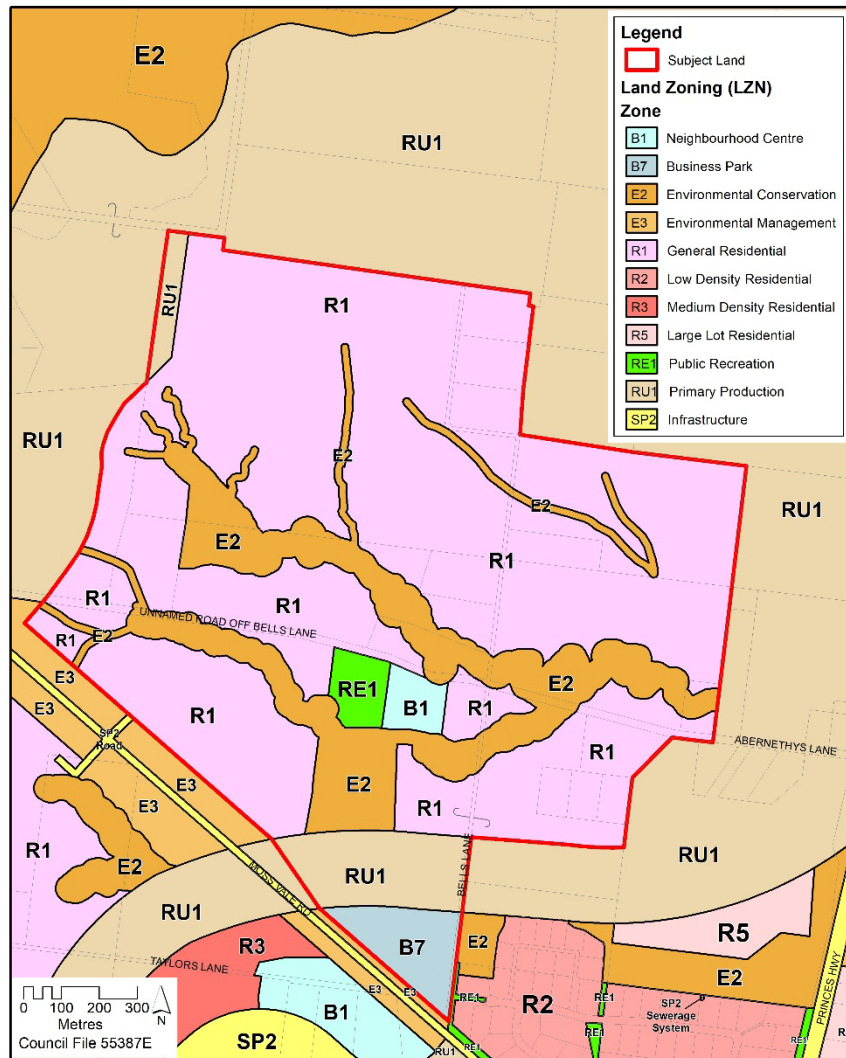 E2
RU1
Legend
Subject Land
Land Zoning (LZN)
Zone
B1 Neighbourhood Centre
B7 Business Park
E2 Environmental Conservation
E3 Environmental Management
R1 General Residential
R2 Low Density Residential
R3 Medium Density Residential
R5 Large Lot Residential
RE1 Public Recreation
RU1 Primary Production
SP2 Infrastructure
RU1
R1
RU1
E2
E2
RU1
E2
R1
R1
R1
UNNAMED ROAD OFF BELLS LANE
R1
E2
E3
E3
RE1
B1
R1
E2
R1
SP2
Road
R1
ABERNETHYS LANE
E3
E3
E2
R1
R1
E2
BELLS LANE
RU1
RU1
MOSS VALE RD
RU1
R3
B7
E2
R5
TAYLORS LANE
E2
R2
PRINCES HWY
B1
E3
E3
RE1
RE1
SP2
Sewerage
System
SP2
RU1
RE1
RE1
RE1
0 100 200 300
Metres
N
Council File 55387E